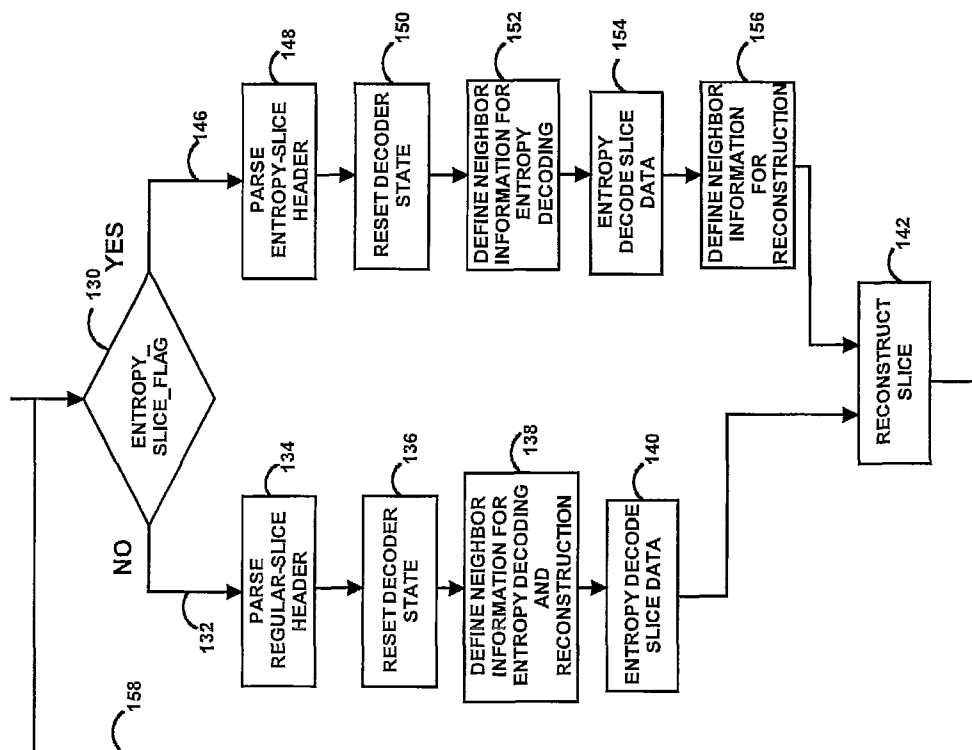 130
ENTROPY_
SLICE_FLAG
NO
132
PARSE
REGULAR-SLICE
HEADER
134
RESET DECODER
STATE
136
DEFINE NEIGHBOR
INFORMATION FOR
ENTROPY DECODING
AND
RECONSTRUCTION
138
ENTROPY DECODE
SLICE DATA
140
YES
146
PARSE
ENTROPY-SLICE
HEADER
148
RESET DECODER
STATE
150
DEFINE NEIGHBOR
INFORMATION FOR
ENTROPY
DECODING
152
ENTROPY
DECODE SLICE
DATA
154
DEFINE NEIGHBOR
INFORMATION
FOR
RECONSTRUCTION
156
RECONSTRUCT
SLICE
142
158